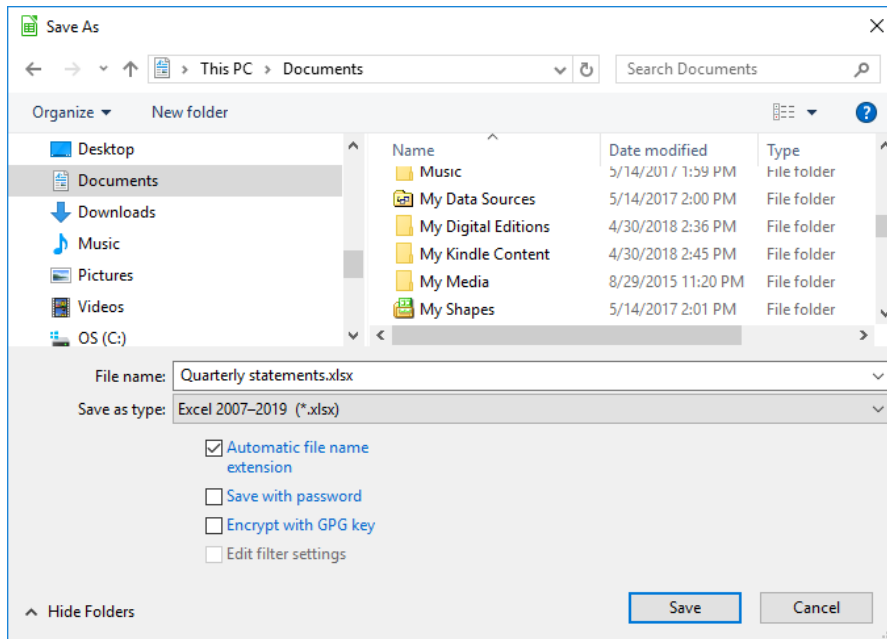 Save As
This PC > Documents
Search Documents
Organize
New folder
?
Desktop
Documents
Downloads
Music
Pictures
Videos
OS (C:)
Name Date modified Type
Music 5/14/2017 1:59 PM File folder
My Data Sources 5/14/2017 2:00 PM File folder
My Digital Editions 4/30/2018 2:36 PM File folder
My Kindle Content 4/30/2018 2:45 PM File folder
My Media 8/29/2015 11:20 PM File folder
My Shapes 5/14/2017 2:01 PM File folder
File name: Quarterly statements.xlsx
Save as type: Excel 2007–2019 (*.xlsx)
Automatic file name
extension
Save with password
Encrypt with GPG key
Edit filter settings
Hide Folders
Save
Cancel